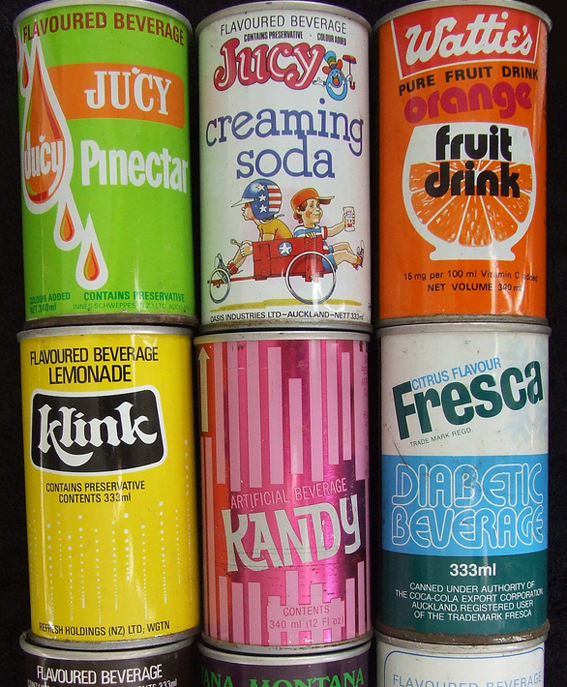 FLAVOURED BEVERAGE
JUCY
Jucy
Pinectar
COLOUR ADDED CONTAINS PRESERVATIVE
NET 340ml
FLAVOURED BEVERAGE
CONTAINS PRESERVATIVE · COLOUR ADDED
Jucy
creaming
soda
OASIS INDUSTRIES LTD-AUCKLAND-NETT 333ml
Wattie's
PURE FRUIT DRINK
orange
fruit
drink
15 mg per 100 ml Vitamin C added
NET VOLUME 340 ml
FLAVOURED BEVERAGE
LEMONADE
klink
CONTAINS PRESERVATIVE
CONTENTS 333ml
REFRESH HOLDINGS (NZ) LTD, WGTN
ARTIFICIAL BEVERAGE
KANDY
CONTENTS
340 ml (12 fl oz)
CITRUS FLAVOUR
Fresca
TRADE MARK REGD.
DIABETIC
BEVERAGE
333ml
CANNED UNDER AUTHORITY OF
THE COCA-COLA EXPORT CORPORATION
AUCKLAND, REGISTERED USER
OF THE TRADEMARK FRESCA
FLAVOURED BEVERAGE
MONTANA
FLAVOURED BEVERAGE